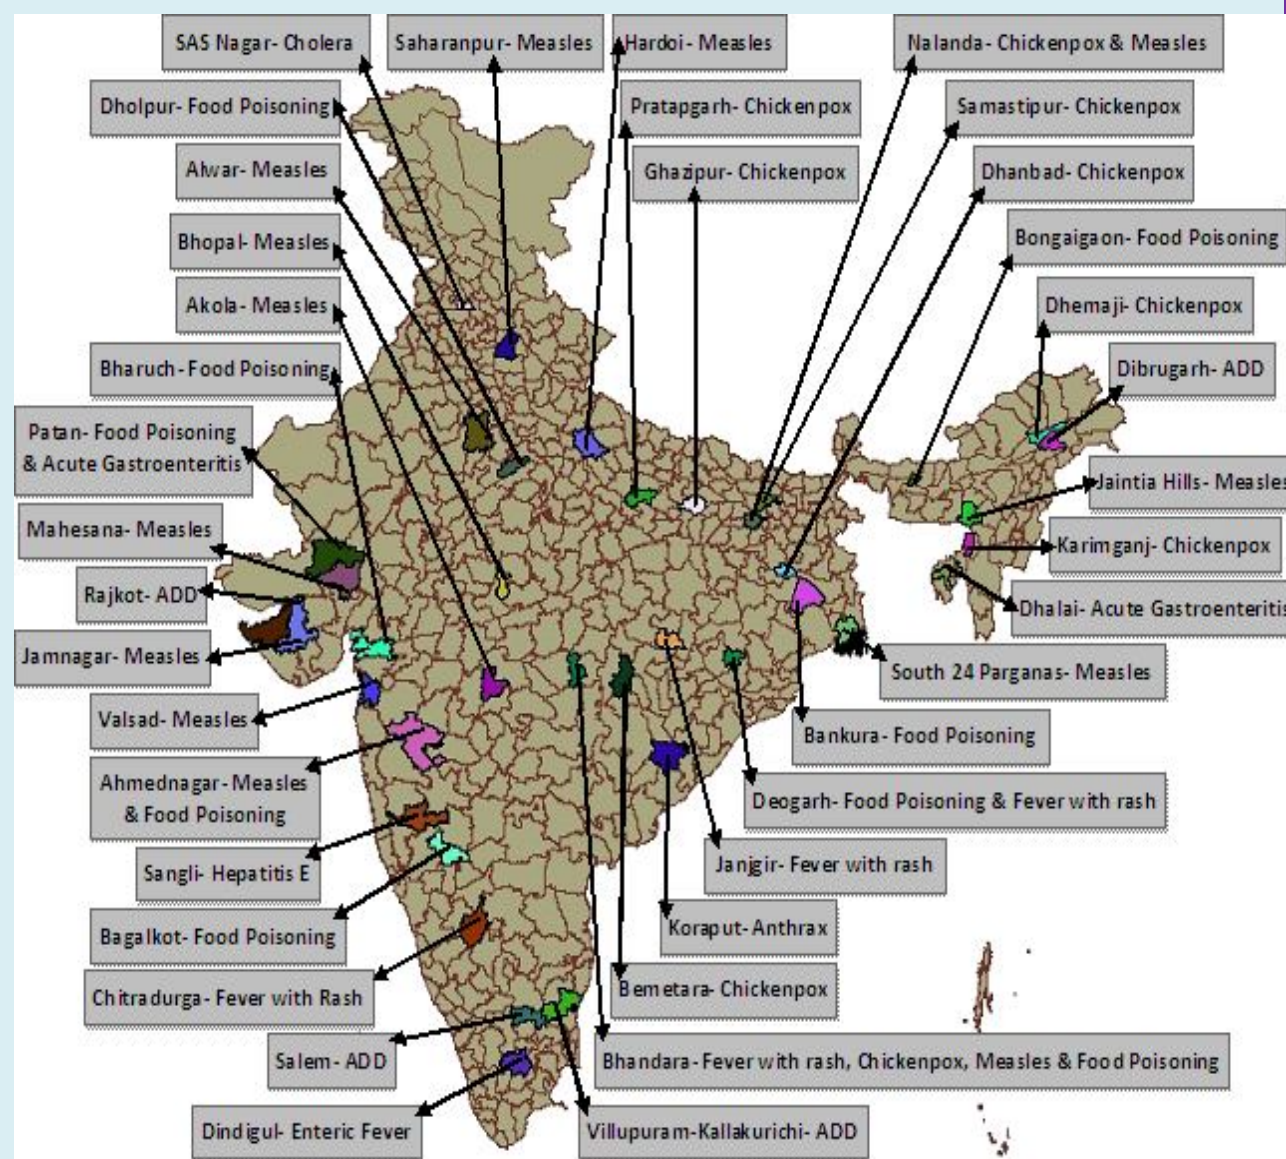 SAS Nagar- Cholera
Saharanpur- Measles
Hardoi- Measles
Nalanda- Chickenpox & Measles
Dholpur- Food Poisoning
Pratapgarh- Chickenpox
Samastipur- Chickenpox
Alwar- Measles
Ghazipur- Chickenpox
Dhanbad- Chickenpox
Bhopal- Measles
Bongaigaon- Food Poisoning
Akola- Measles
Dhemaji- Chickenpox
Bharuch- Food Poisoning
Dibrugarh- ADD
Patan- Food Poisoning
& Acute Gastroenteritis
Jaintia Hills- Measles
Mahesana- Measles
Karimganj- Chickenpox
Rajkot- ADD
Dhalai- Acute Gastroenteritis
Jamnagar- Measles
South 24 Parganas- Measles
Valsad- Measles
Bankura- Food Poisoning
Ahmednagar- Measles
& Food Poisoning
Deogarh- Food Poisoning & Fever with rash
Sangli- Hepatitis E
Janjgir- Fever with rash
Bagalkot- Food Poisoning
Koraput- Anthrax
Chitradurga- Fever with Rash
Bemetara- Chickenpox
Salem- ADD
Bhandara- Fever with rash, Chickenpox, Measles & Food Poisoning
Dindigul- Enteric Fever
Villupuram-Kallakurichi- ADD